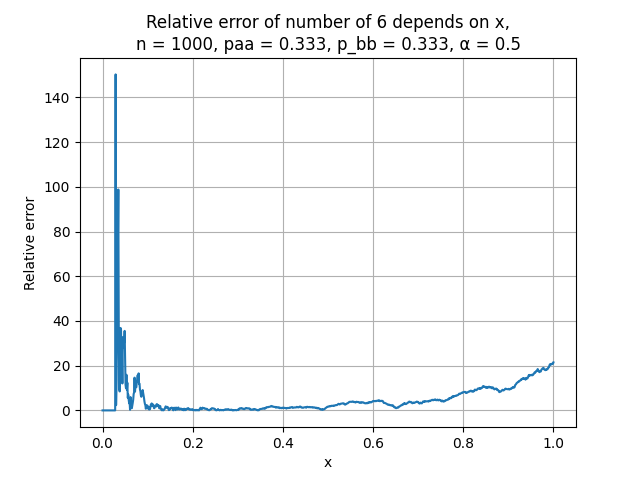 Relative error of number of 6 depends on x,
n = 1000, paa = 0.333, p_bb = 0.333, α = 0.5
140
120
100
80
60
40
20
0
Relative error
0.0 0.2 0.4 0.6 0.8 1.0
x